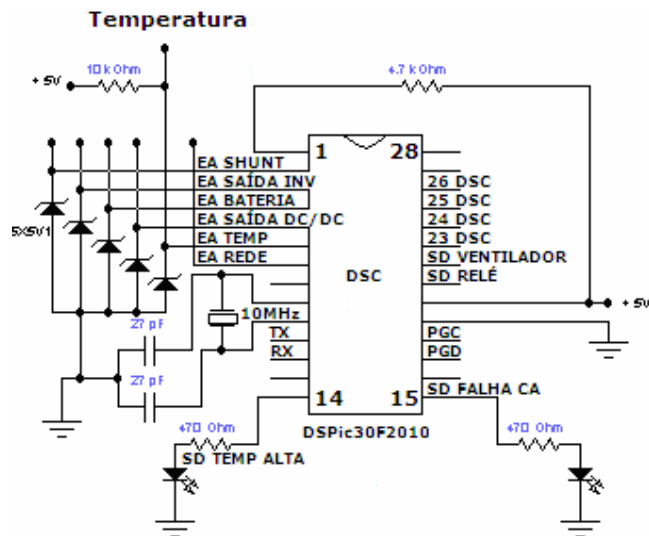 Temperatura
10k Ohm
+ 5V
4.7 k Ohm
1
28
EA SHUNT
EA SAÍDA INV
26 DSC
EA BATERIA
25 DSC
EA SAÍDA DC/DC
24 DSC
5X5V1
EA TEMP
23 DSC
EA REDE
SD VENTILADOR
DSC
SD RELÉ
+ 5V
10MHz
27 pF
TX
PGC
RX
PGD
27 pF
SD FALHA CA
14
15
470 Ohm
DSPic30F2010
470 Ohm
SD TEMP ALTA